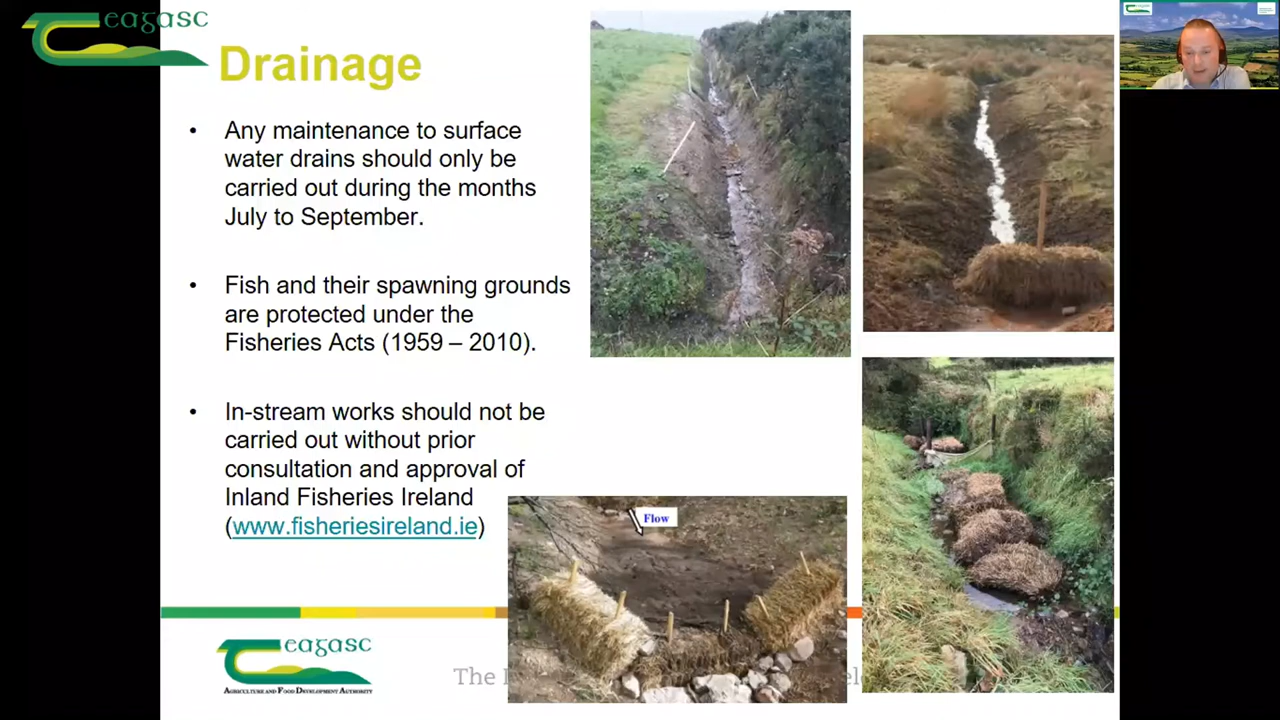 eagasc
Drainage
• Any maintenance to surface
water drains should only be
carried out during the months
July to September.
• Fish and their spawning grounds
are protected under the
Fisheries Acts (1959 – 2010).
• In-stream works should not be
carried out without prior
consultation and approval of
Inland Fisheries Ireland
(www.fisheriesireland.ie)
Flow
Teagasc
AGRICULTURE AND FOOD DEVELOPMENT AUTHORITY
The